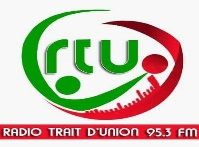 rtu
RADIO TRAIT D'UNION 95.3 FM